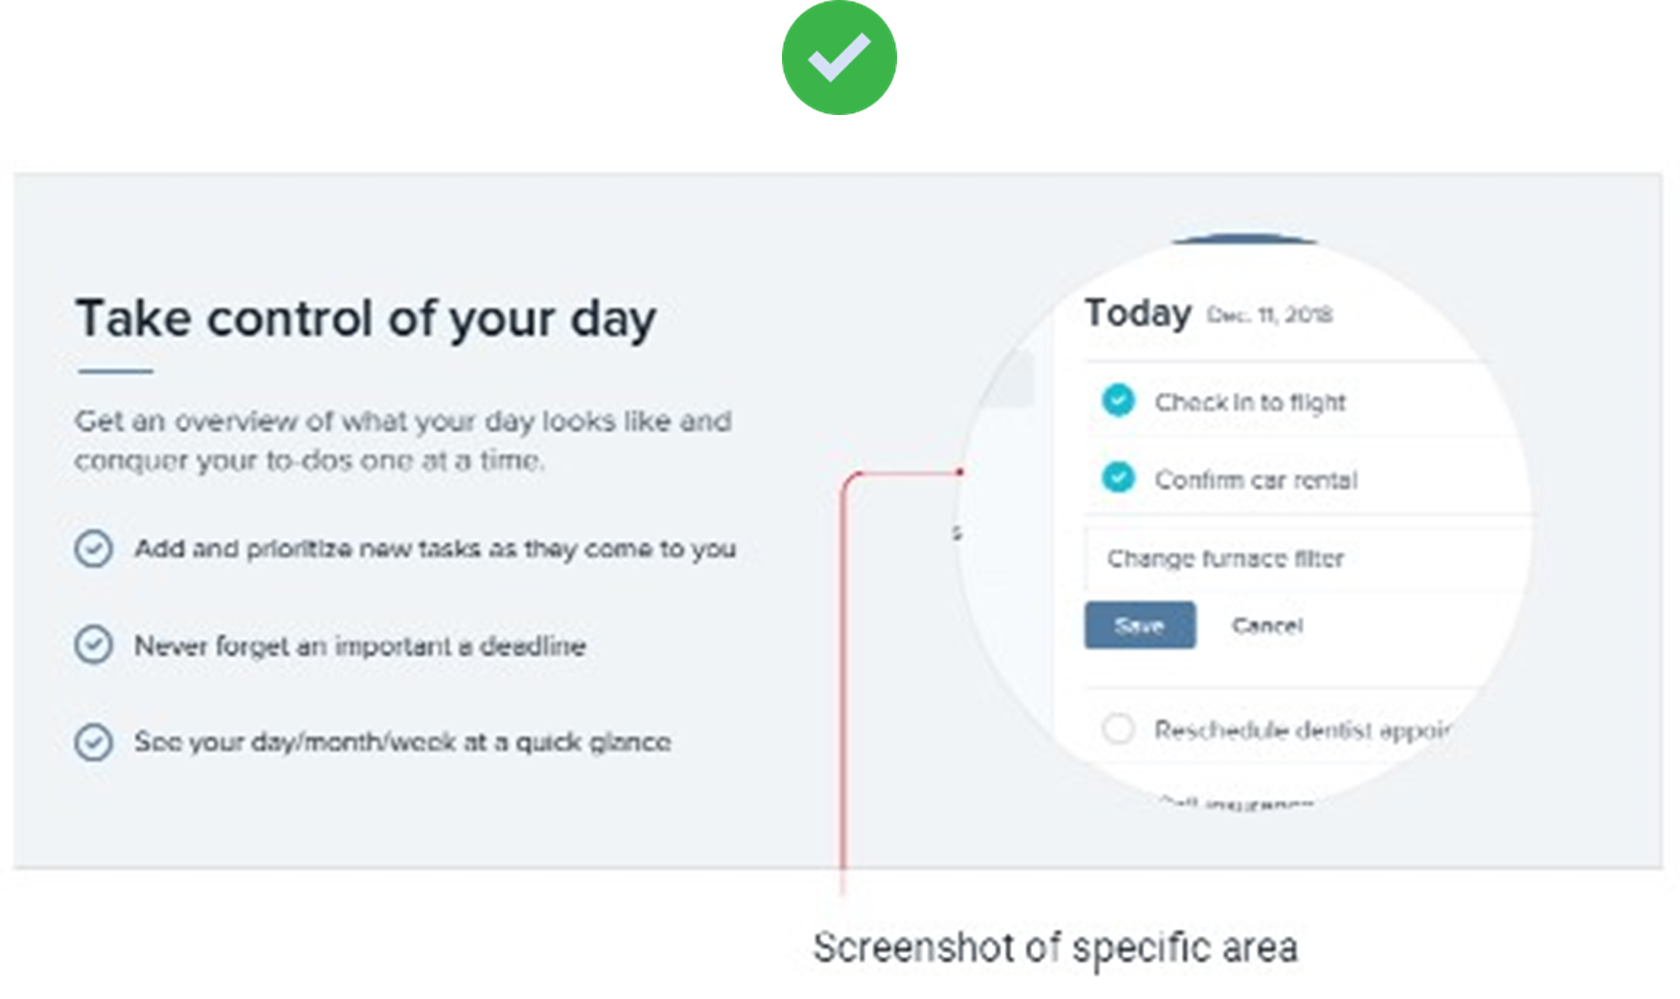 Take control of your day
Get an overview of what your day looks like and
conquer your to-dos one at a time.
Add and prioritize new tasks as they come to you
Never forget an important a deadline
See your day/month/week at a quick glance
Today Dec. 11, 2018
Check in to flight
Confirm car rental
s
Change furnace filter
Save Cancel
Reschedule dentist appoin
Call insurance
Screenshot of specific area